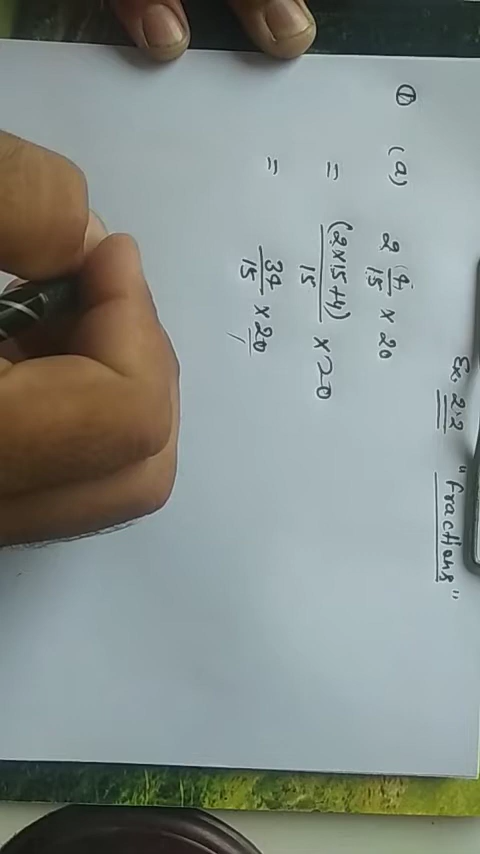 Ex. 2.2 "Fractions"
① (a) 2 4/15 × 20
= (2×15+4)/15 × 20
= 34/15 × 20/1